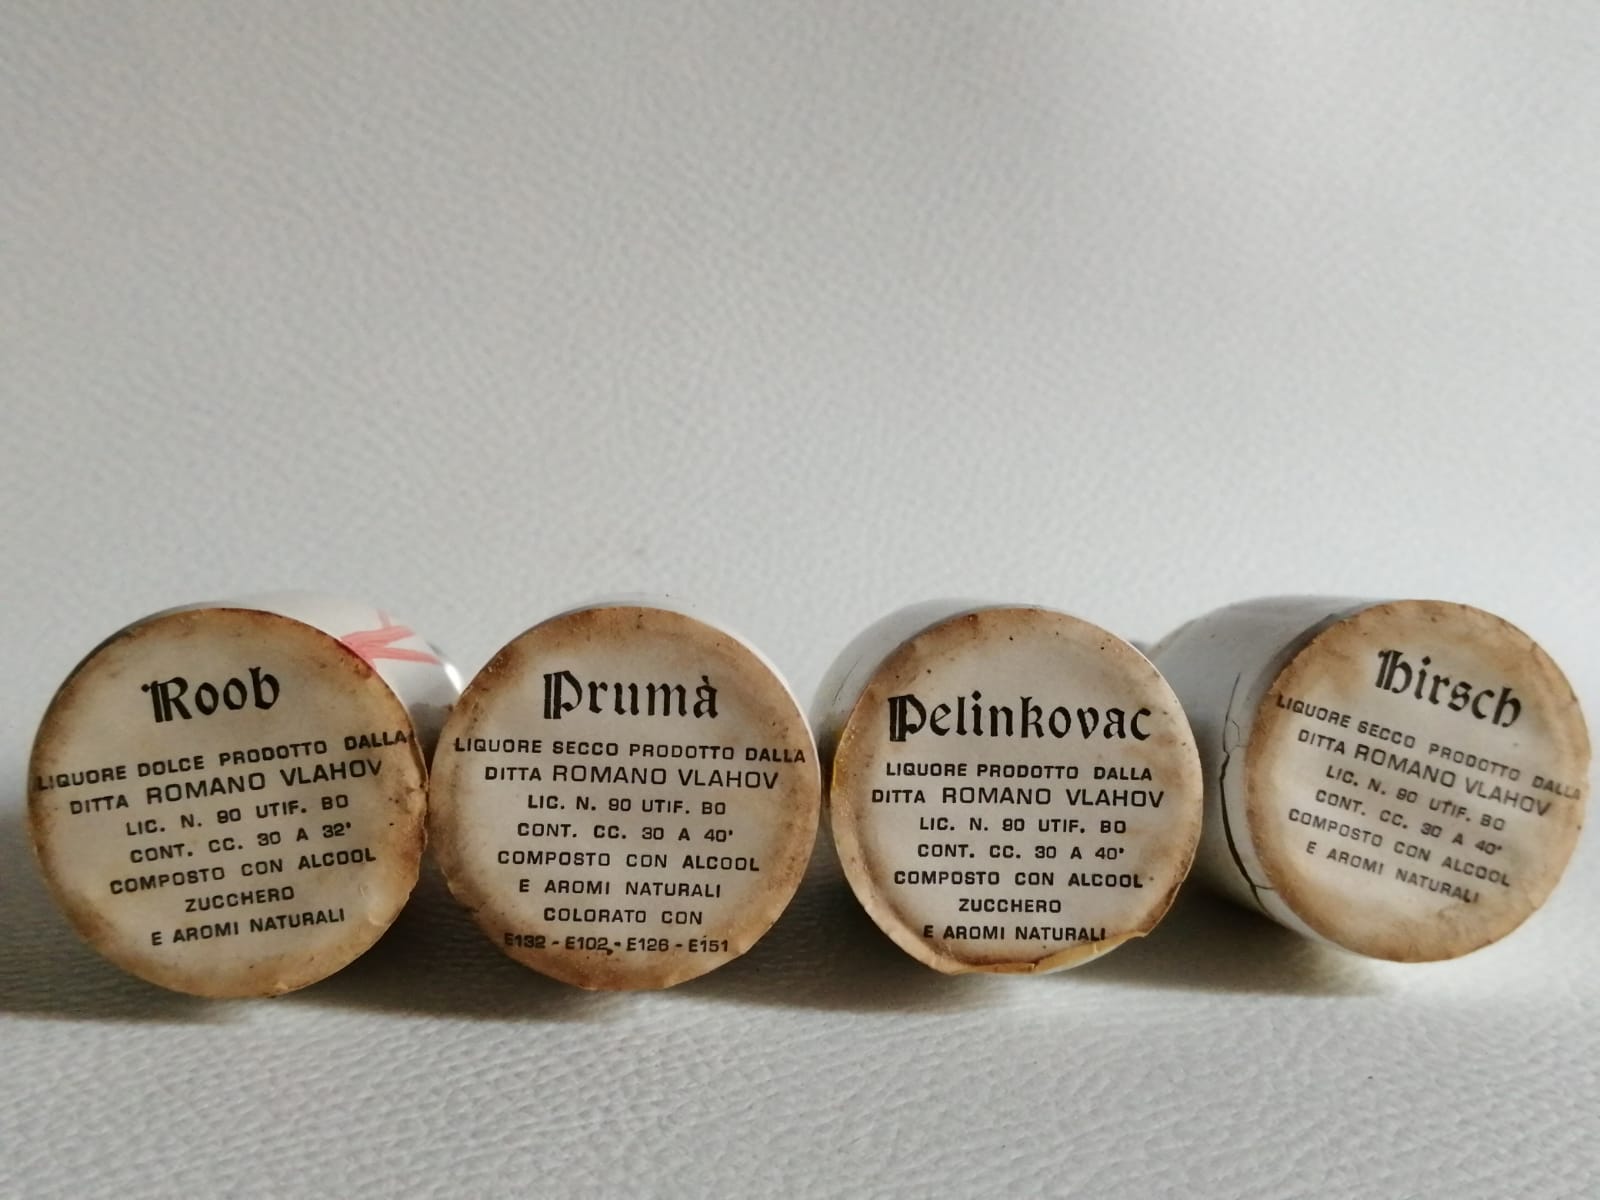 Roob
LIQUORE DOLCE PRODOTTO DALLA
DITTA ROMANO VLAHOV
LIC. N. 90 UTIF. BO
CONT. CC. 30 A 32°
COMPOSTO CON ALCOOL
ZUCCHERO
E AROMI NATURALI
Prumà
LIQUORE SECCO PRODOTTO DALLA
DITTA ROMANO VLAHOV
LIC. N. 90 UTIF. BO
CONT. CC. 30 A 40°
COMPOSTO CON ALCOOL
E AROMI NATURALI
COLORATO CON
E132 - E102 - E126 - E151
Pelinkovac
LIQUORE PRODOTTO DALLA
DITTA ROMANO VLAHOV
LIC. N. 90 UTIF. BO
CONT. CC. 30 A 40°
COMPOSTO CON ALCOOL
ZUCCHERO
E AROMI NATURALI
hirsch
LIQUORE SECCO PRODOTTO DALLA
DITTA ROMANO VLAHOV
LIC. N. 90 UTIF. BO
CONT. CC. 30 A 40°
COMPOSTO CON ALCOOL
E AROMI NATURALI